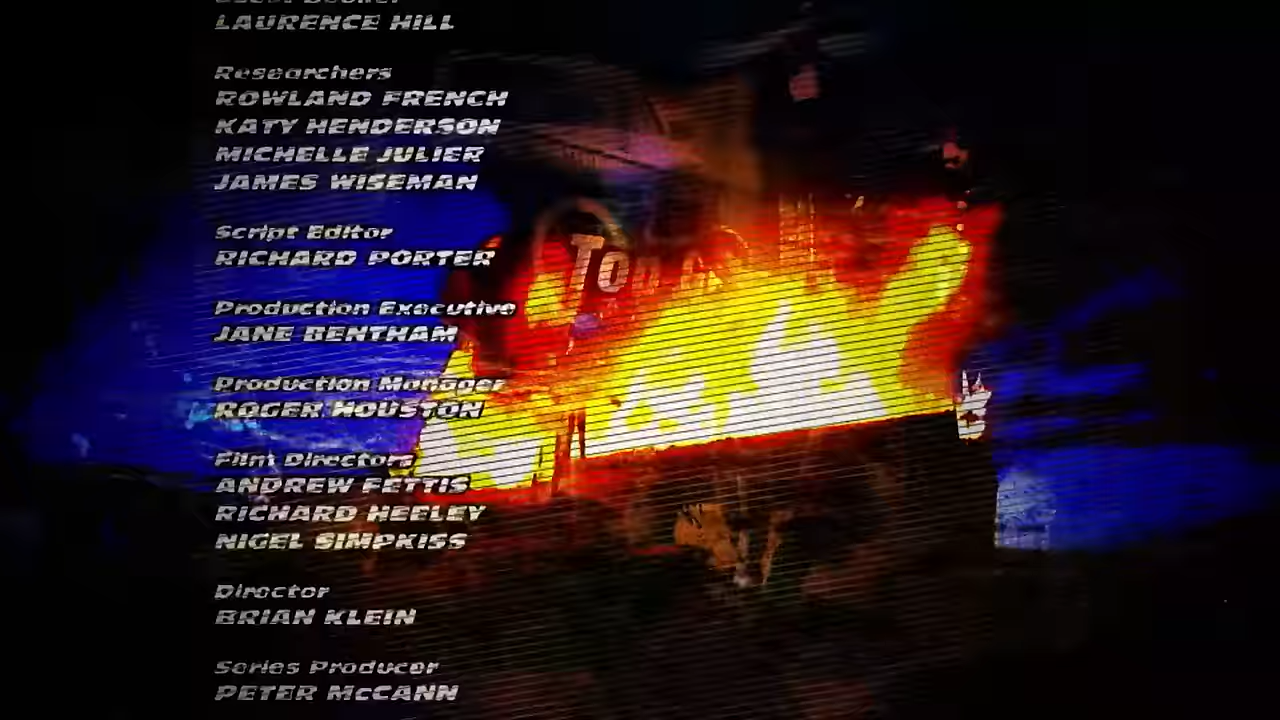 LAURENCE HILL
Researchers
ROWLAND FRENCH
KATY HENDERSON
MICHELLE JULIER
JAMES WISEMAN
Script Editor
RICHARD PORTER
Production Executive
JANE BENTHAM
Production Manager
ROGER HOUSTON
Film Directors
ANDREW FETTIS
RICHARD HEELEY
NIGEL SIMPKISS
Director
BRIAN KLEIN
Series Producer
PETER McCANN
Top